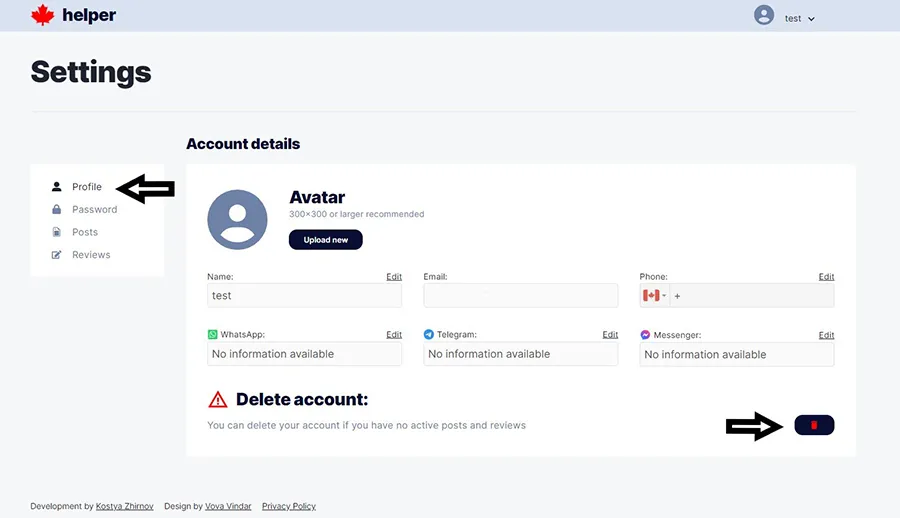 helper
test
Settings
Account details
Profile
Password
Posts
Reviews
Avatar
300×300 or larger recommended
Upload new
Name: Edit Email: Phone: Edit
test +
WhatsApp: Edit Telegram: Edit Messenger: Edit
No information available No information available No information available
Delete account:
You can delete your account if you have no active posts and reviews
Development by Kostya Zhirnov Design by Vova Vindar Privacy Policy